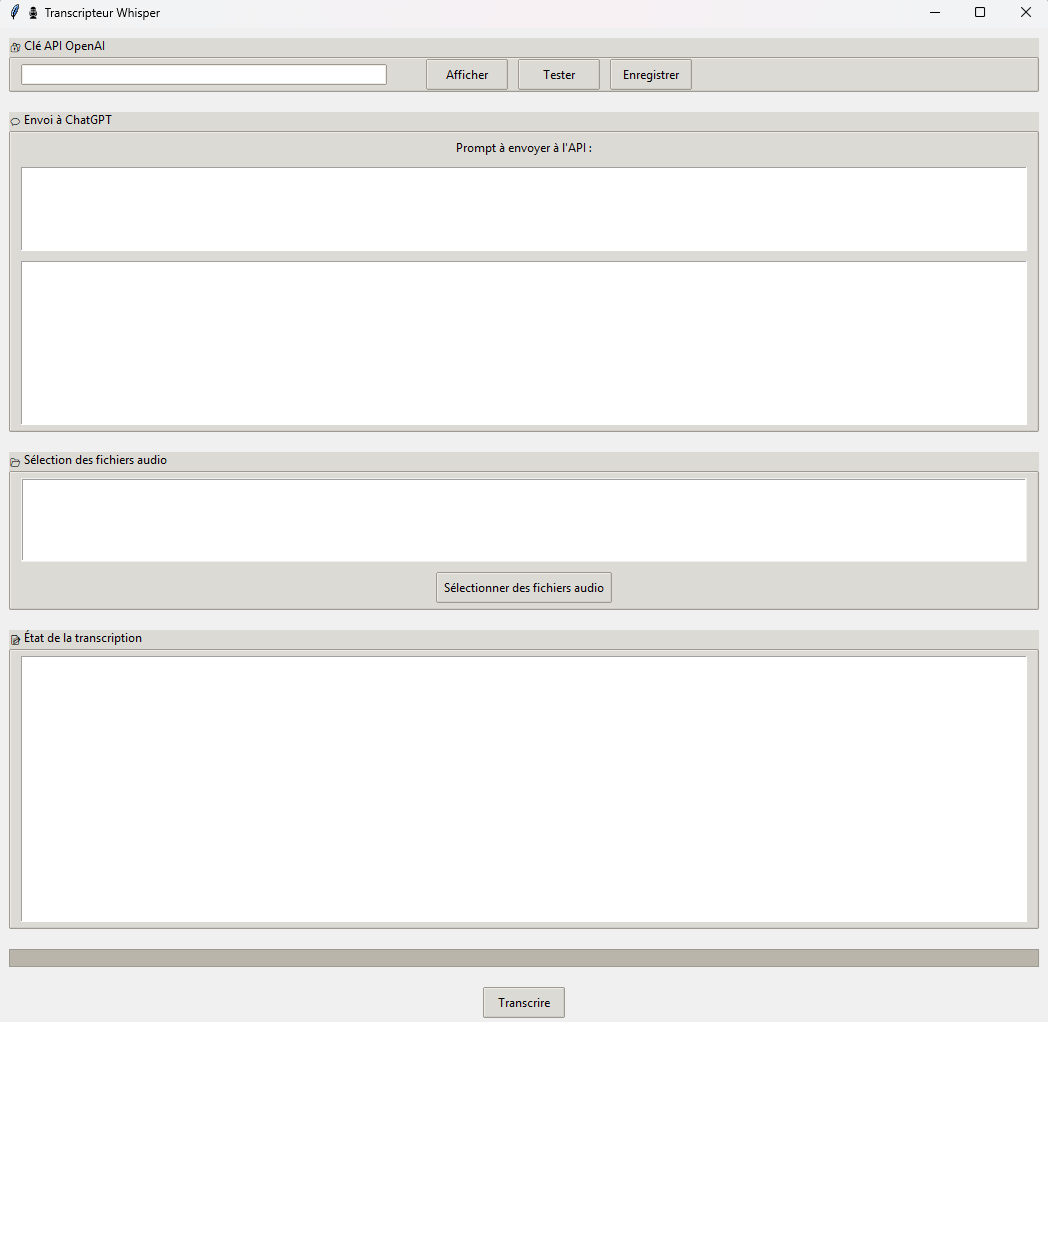 Transcripteur Whisper
Clé API OpenAI
Afficher
Tester
Enregistrer
Envoi à ChatGPT
Prompt à envoyer à l'API :
Sélection des fichiers audio
Sélectionner des fichiers audio
État de la transcription
Transcrire